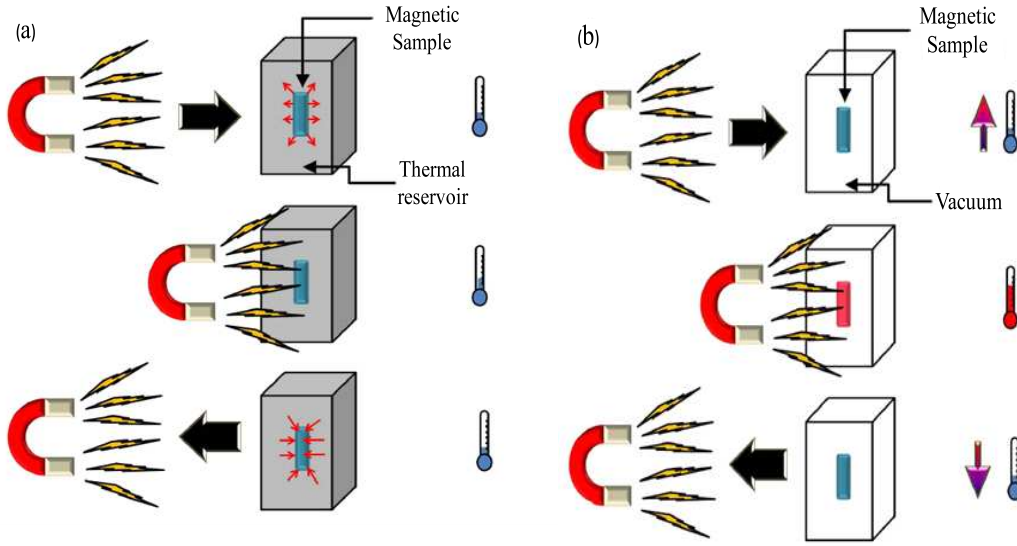 (a)
Magnetic
Sample
Thermal
reservoir
(b)
Magnetic
Sample
Vacuum